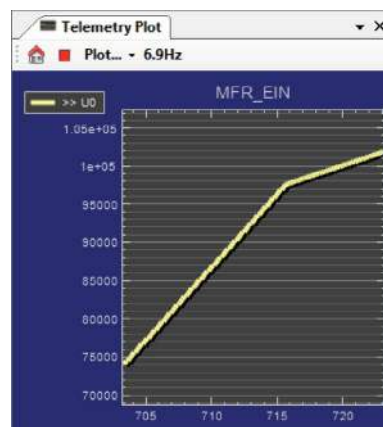 Telemetry Plot
Plot... 6.9Hz
MFR_EIN
>> U0
1.05e+05
1e+05
95000
90000
85000
80000
75000
70000
705 710 715 720